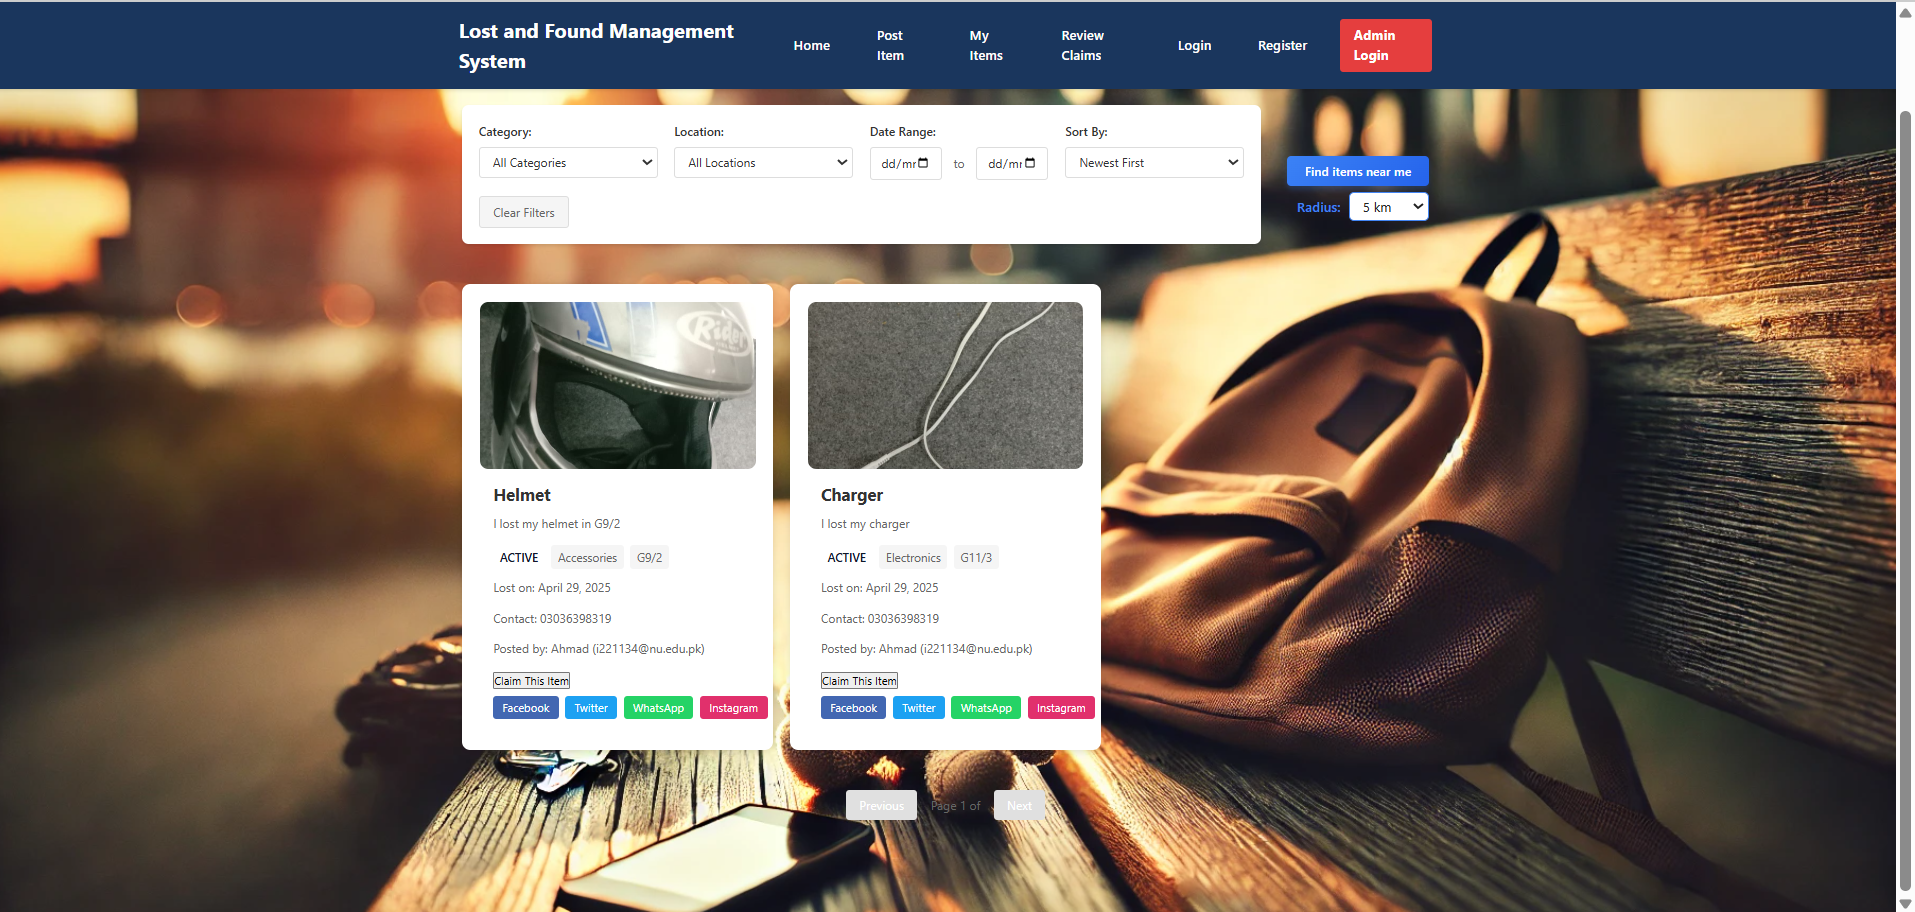 Lost and Found Management
System
Home
Post
Item
My
Items
Review
Claims
Login
Register
Admin
Login
Category:
Location:
Date Range:
Sort By:
All Categories
All Locations
dd/mr
to
dd/mr
Newest First
Clear Filters
Find items near me
Radius:
5 km
Rider
Helmet
I lost my helmet in G9/2
ACTIVE
Accessories
G9/2
Lost on: April 29, 2025
Contact: 03036398319
Posted by: Ahmad (i221134@nu.edu.pk)
Claim This Item
Facebook
Twitter
WhatsApp
Instagram
Charger
I lost my charger
ACTIVE
Electronics
G11/3
Lost on: April 29, 2025
Contact: 03036398319
Posted by: Ahmad (i221134@nu.edu.pk)
Claim This Item
Facebook
Twitter
WhatsApp
Instagram
Previous
Page 1 of
Next